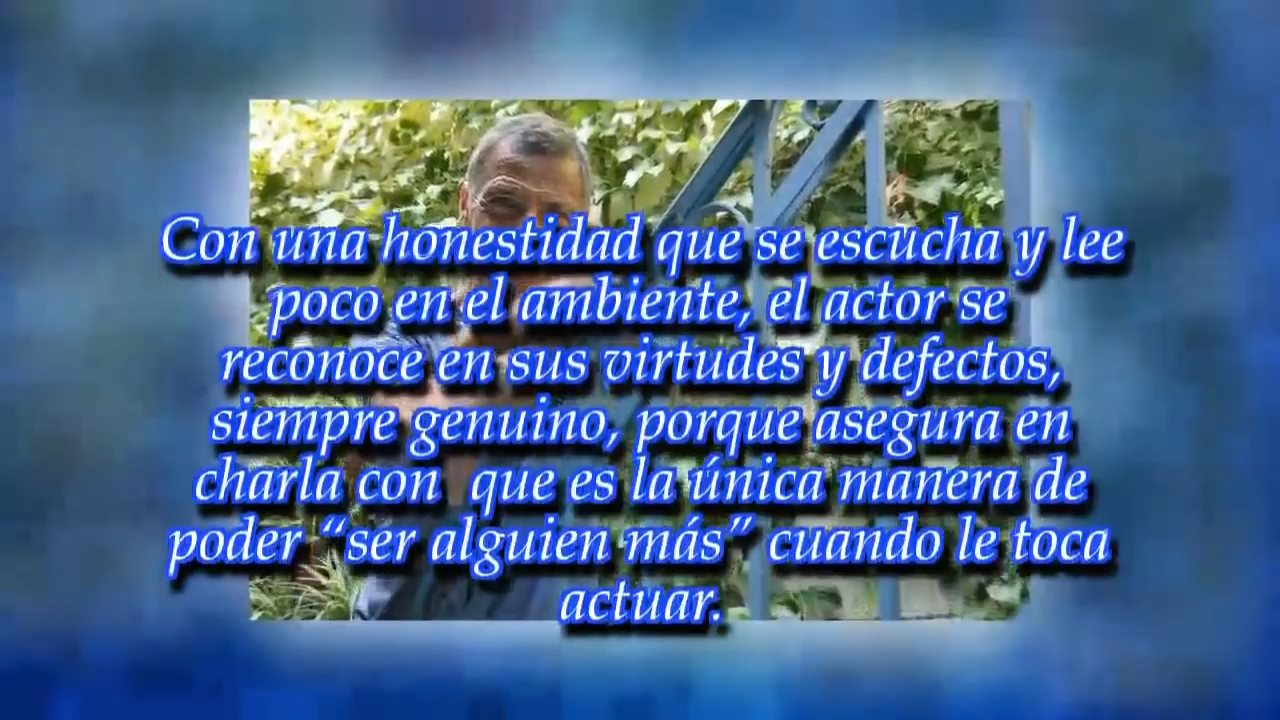 Con una honestidad que se escucha y lee
poco en el ambiente, el actor se
reconoce en sus virtudes y defectos,
siempre genuino, porque asegura en
charla con  que es la única manera de
poder “ser alguien más” cuando le toca
actuar.